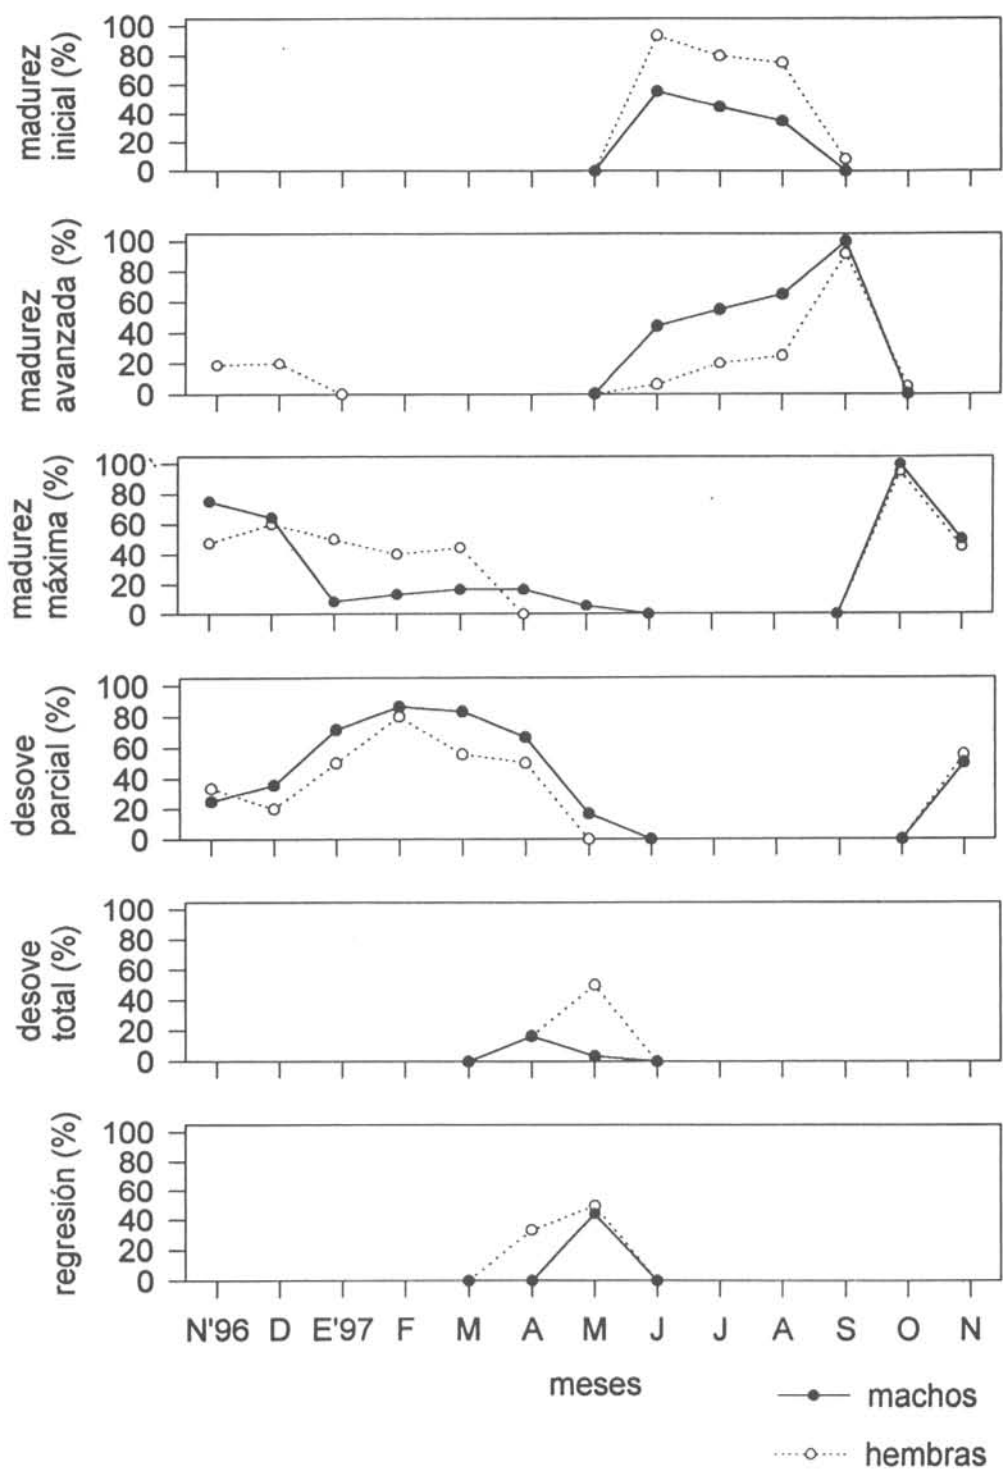 madurez
inicial (%)
100
80
60
40
20
0
madurez
avanzada (%)
100
80
60
40
20
0
madurez
máxima (%)
100
80
60
40
20
0
desove
parcial (%)
100
80
60
40
20
0
desove
total (%)
100
80
60
40
20
0
regresión (%)
100
80
60
40
20
0
N'96 D E'97 F M A M J J A S O N
meses
machos
hembras